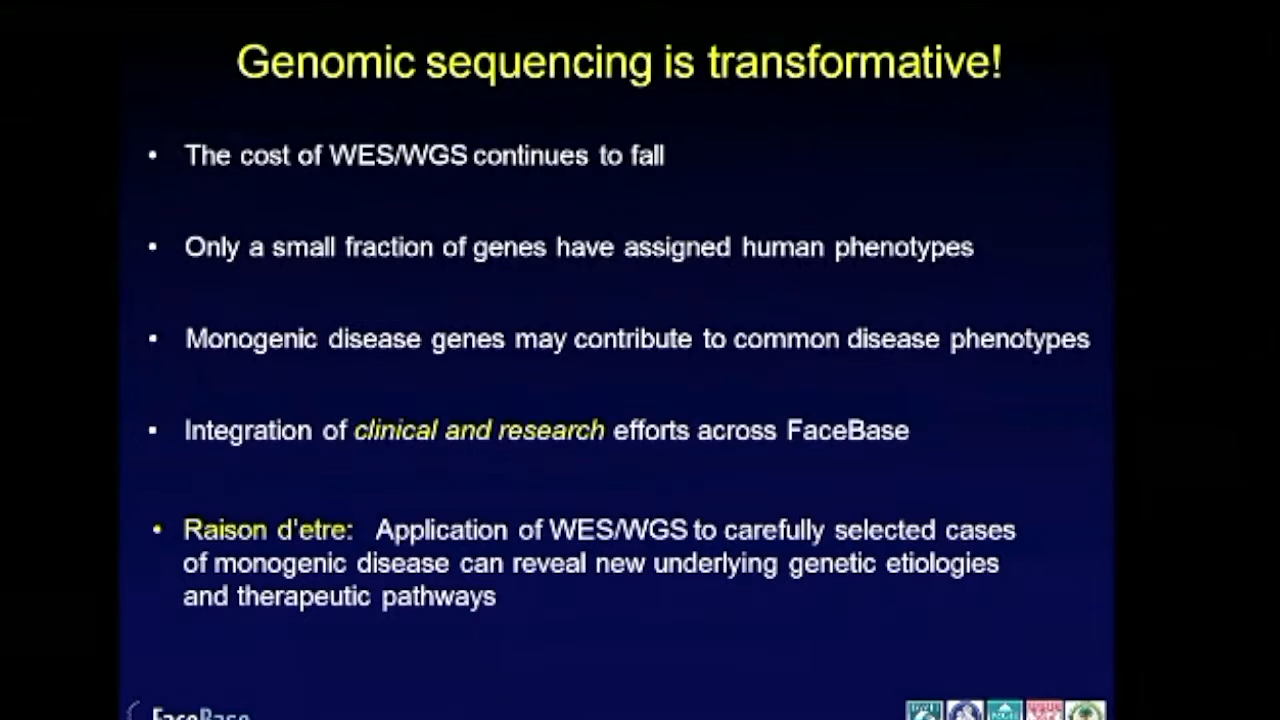 Genomic sequencing is transformative!
• The cost of WES/WGS continues to fall
• Only a small fraction of genes have assigned human phenotypes
• Monogenic disease genes may contribute to common disease phenotypes
• Integration of clinical and research efforts across FaceBase
• Raison d'etre: Application of WES/WGS to carefully selected cases
of monogenic disease can reveal new underlying genetic etiologies
and therapeutic pathways
FaceBase